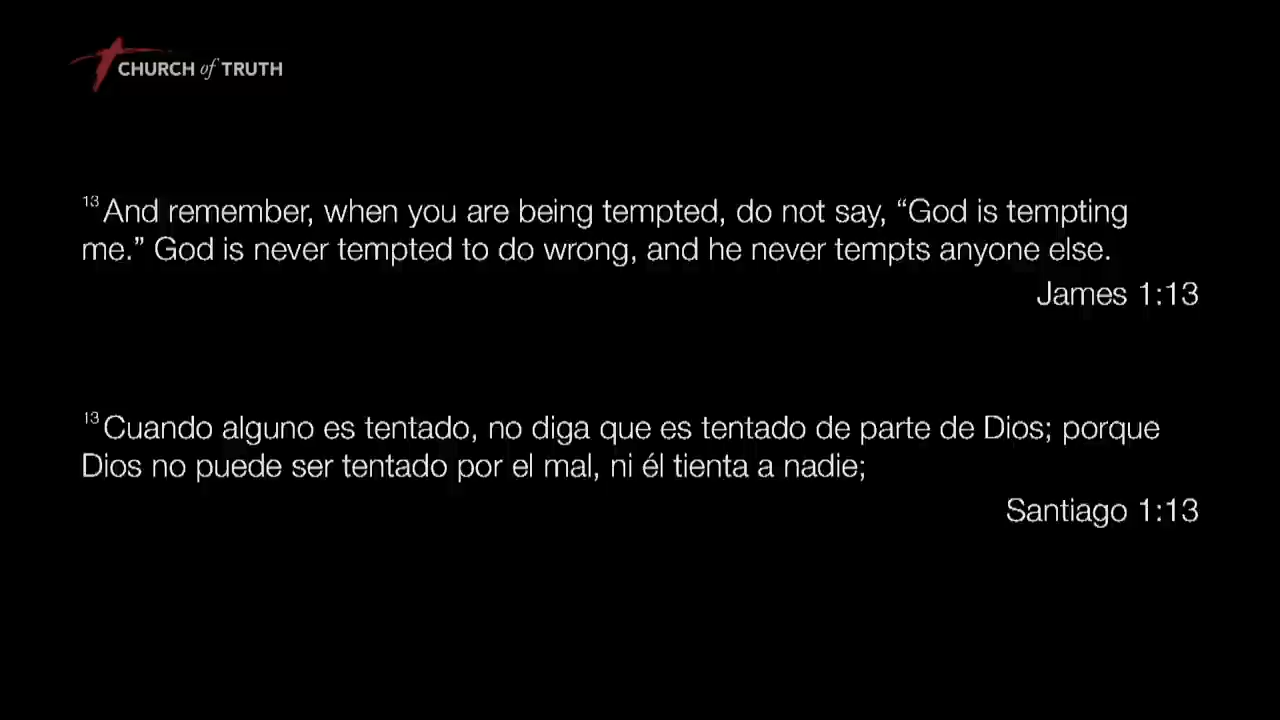 CHURCH of TRUTH
13 And remember, when you are being tempted, do not say, “God is tempting
me.” God is never tempted to do wrong, and he never tempts anyone else.
James 1:13
13 Cuando alguno es tentado, no diga que es tentado de parte de Dios; porque
Dios no puede ser tentado por el mal, ni él tienta a nadie;
Santiago 1:13